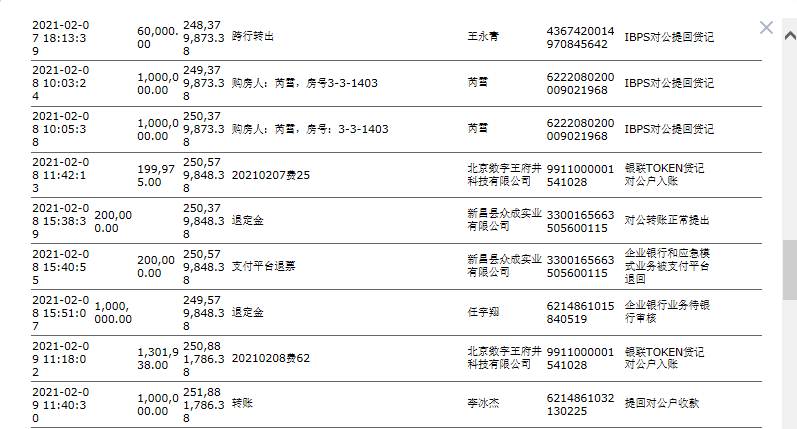 2021-02-0 60,000. 248,37 跨行转出 王永青 4367420014 IBPS对公提回贷记
7 18:13:3 00 9,873.3 970845642
9 8
2021-02-0 1,000,0 249,37 购房人：芮雪，房号3-3-1403 芮雪 6222080200 IBPS对公提回贷记
8 10:03:2 00.00 9,873.3 009021968
4 8
2021-02-0 1,000,0 250,37 购房人：芮雪，房号：3-3-1403 芮雪 6222080200 IBPS对公提回贷记
8 10:05:3 00.00 9,873.3 009021968
8 8
2021-02-0 199,97 250,57 20210207费25 北京数字王府井 9911000001 银联TOKEN贷记
8 11:42:1 5.00 9,848.3 科技有限公司 541028 对公户入账
3 8
2021-02-0 200,00 250,37 退定金 新昌县众成实业 3300165663 对公转账正常提出
8 15:38:3 0.00 9,848.3 有限公司 505600115
9 8
2021-02-0 200,00 250,57 支付平台退票 新昌县众成实业 3300165663 企业银行和应急模
8 15:40:5 0.00 9,848.3 有限公司 505600115 式业务被支付平台
5 8 退回
2021-02-0 1,000, 249,57 退定金 任宇翔 6214861015 企业银行业务待银
8 15:51:0 000.00 9,848.3 840519 行审核
7 8
2021-02-0 1,301,9 250,88 20210208费62 北京数字王府井 9911000001 银联TOKEN贷记
9 11:18:0 38.00 1,786.3 科技有限公司 541028 对公户入账
2 8
2021-02-0 1,000,0 251,88 转账 李冰杰 6214861032 提回对公户收款
9 11:40:3 00.00 1,786.3 130225
0 8